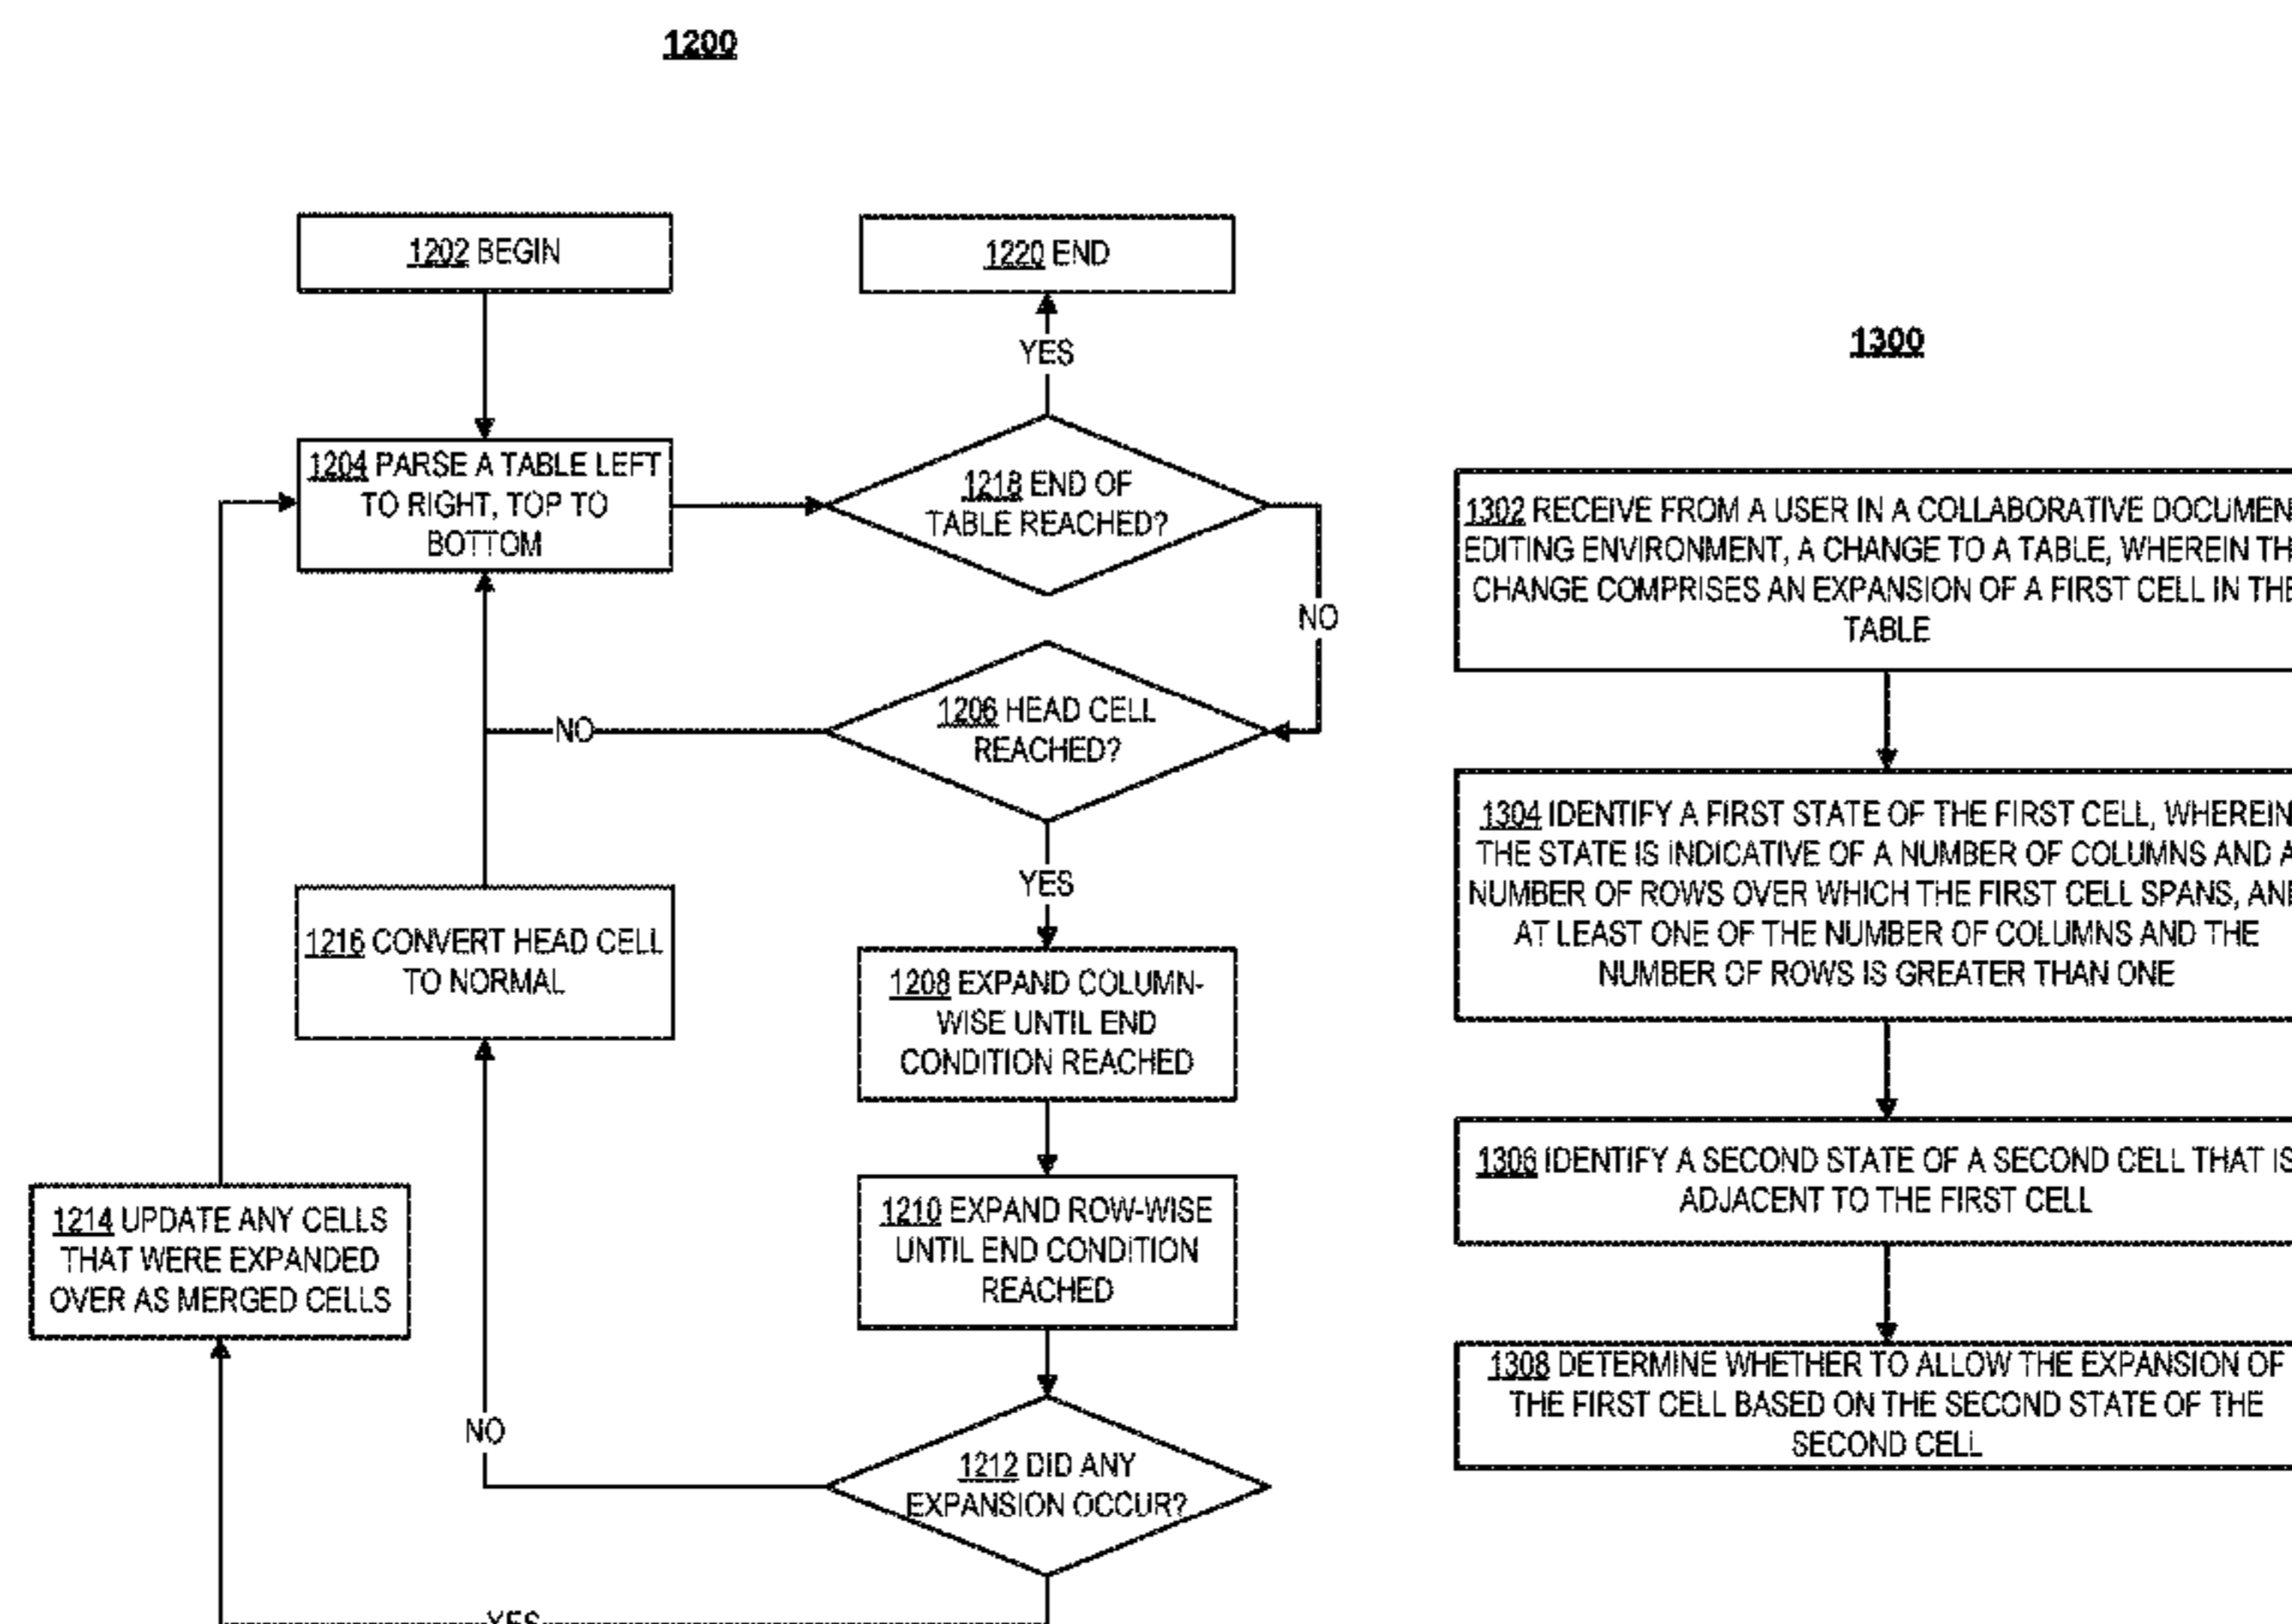 1200
1202 BEGIN
1220 END
YES
1204 PARSE A TABLE LEFT
TO RIGHT, TOP TO
BOTTOM
1218 END OF
TABLE REACHED?
NO
1206 HEAD CELL
REACHED?
NO
YES
1216 CONVERT HEAD CELL
TO NORMAL
1208 EXPAND COLUMN-
WISE UNTIL END
CONDITION REACHED
1214 UPDATE ANY CELLS
THAT WERE EXPANDED
OVER AS MERGED CELLS
1210 EXPAND ROW-WISE
UNTIL END CONDITION
REACHED
NO
1212 DID ANY
EXPANSION OCCUR?
YES
1300
1302 RECEIVE FROM A USER IN A COLLABORATIVE DOCUMEN
EDITING ENVIRONMENT, A CHANGE TO A TABLE, WHEREIN TH
CHANGE COMPRISES AN EXPANSION OF A FIRST CELL IN THE
TABLE
1304 IDENTIFY A FIRST STATE OF THE FIRST CELL, WHEREIN
THE STATE IS INDICATIVE OF A NUMBER OF COLUMNS AND A
NUMBER OF ROWS OVER WHICH THE FIRST CELL SPANS, AND
AT LEAST ONE OF THE NUMBER OF COLUMNS AND THE
NUMBER OF ROWS IS GREATER THAN ONE
1306 IDENTIFY A SECOND STATE OF A SECOND CELL THAT IS
ADJACENT TO THE FIRST CELL
1308 DETERMINE WHETHER TO ALLOW THE EXPANSION OF
THE FIRST CELL BASED ON THE SECOND STATE OF THE
SECOND CELL